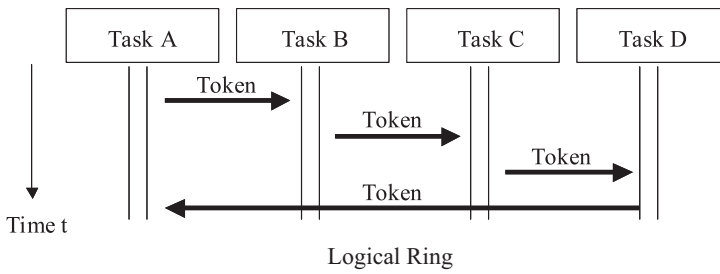 Task A Task B Task C Task D
Token
Token
Token
Token
Time t
Logical Ring